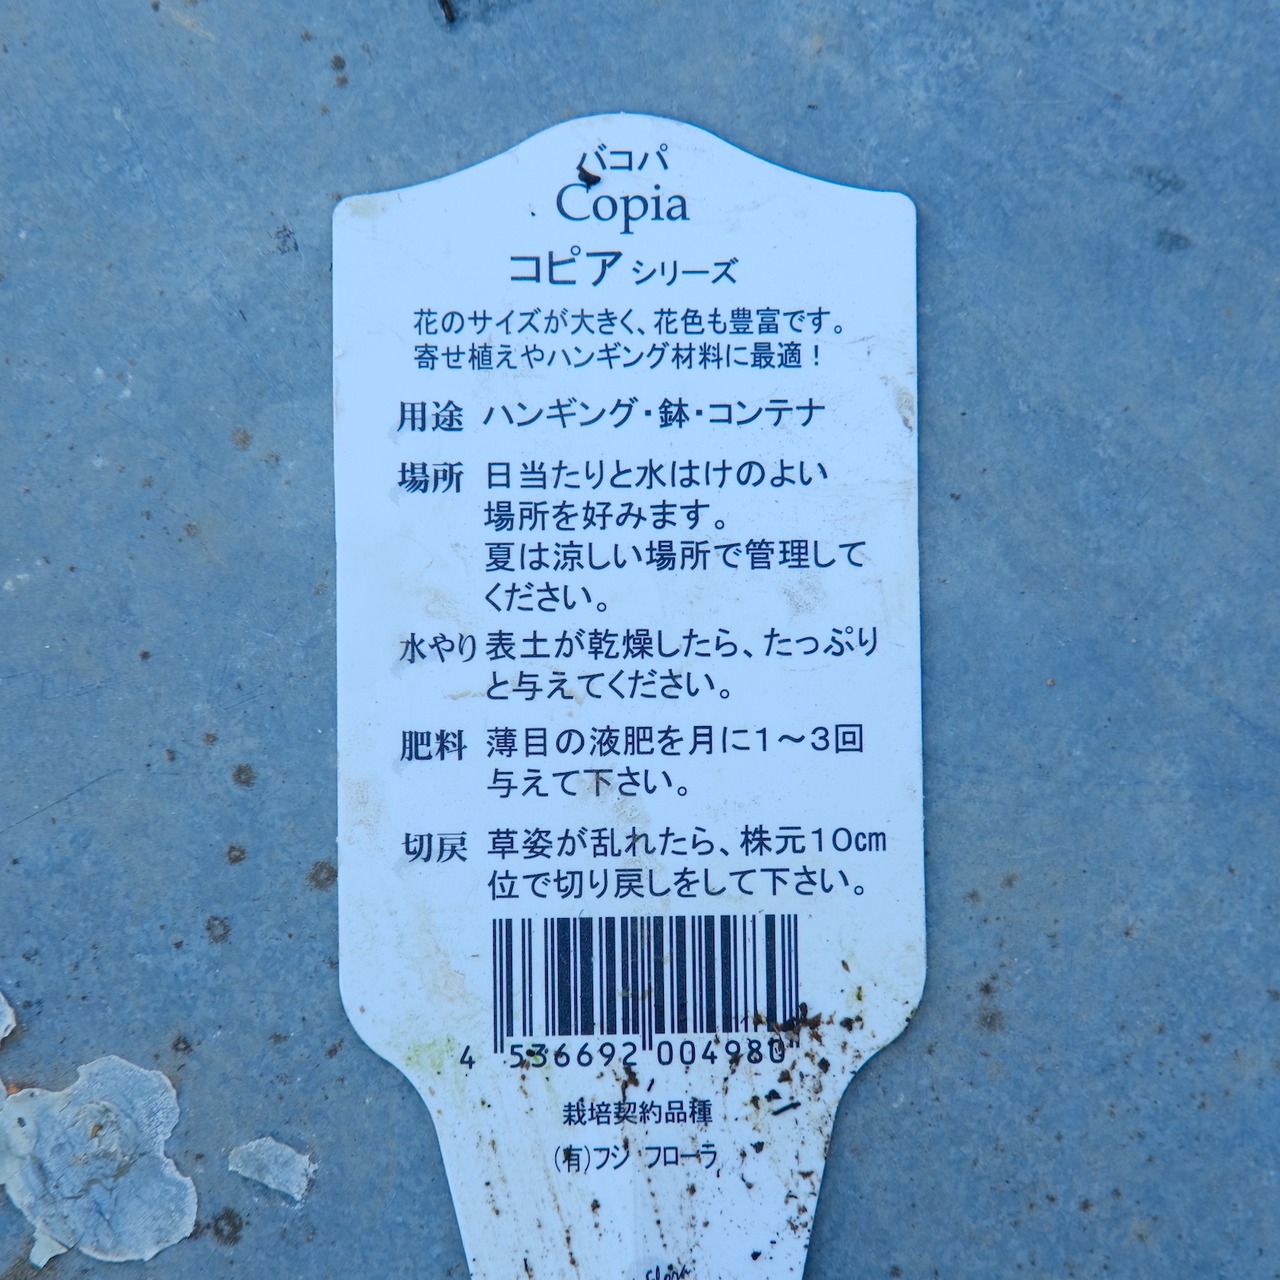 バコパ
Copia
コピア シリーズ
花のサイズが大きく、花色も豊富です。
寄せ植えやハンギング材料に最適！
用途 ハンギング・鉢・コンテナ
場所 日当たりと水はけのよい
場所を好みます。
夏は涼しい場所で管理して
ください。
水やり 表土が乾燥したら、たっぷり
と与えてください。
肥料 薄目の液肥を月に1～3回
与えて下さい。
切戻 草姿が乱れたら、株元10cm
位で切り戻しをして下さい。
4 536692 004980
栽培契約品種
(有)フジ フローラ